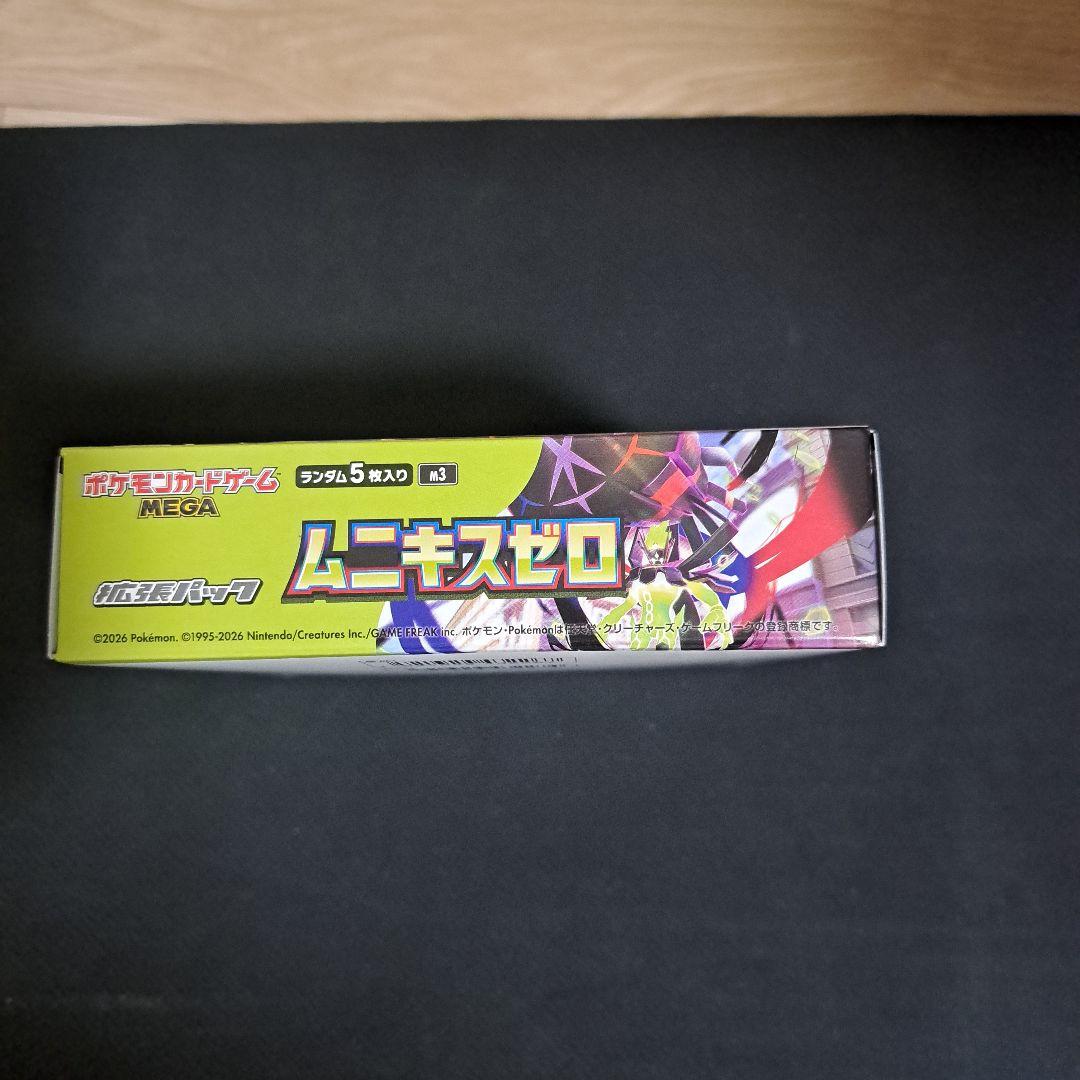 ポケモンカードゲーム™
MEGA
ランダム5枚入り M3
ムニキスゼロ
拡張パック
©2026 Pokémon. ©1995-2026 Nintendo/Creatures Inc./GAME FREAK inc. ポケモン・Pokémonは任天堂・クリーチャーズ・ゲームフリークの登録商標です。